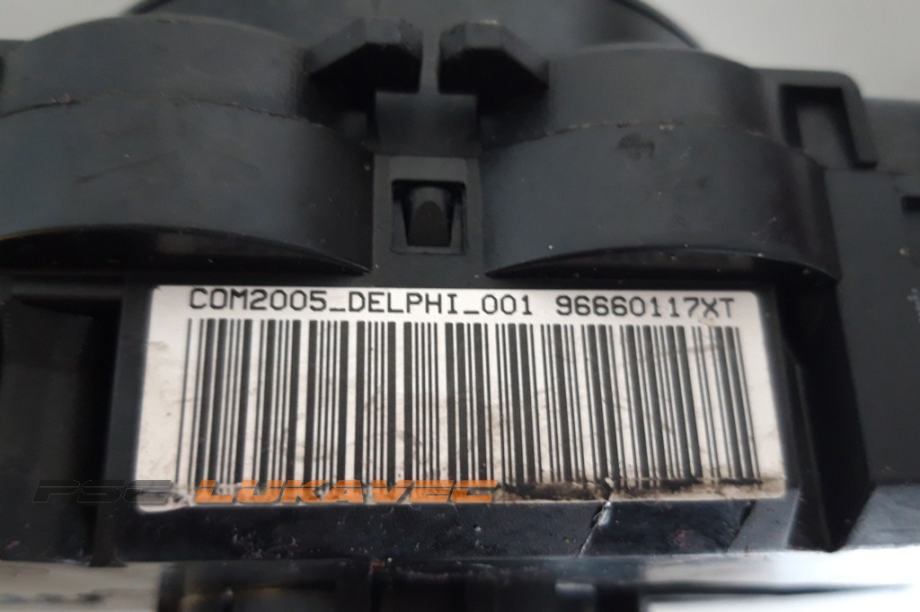 COM2005_DELPHI_001 96660117XT
PSC LUKAVEC